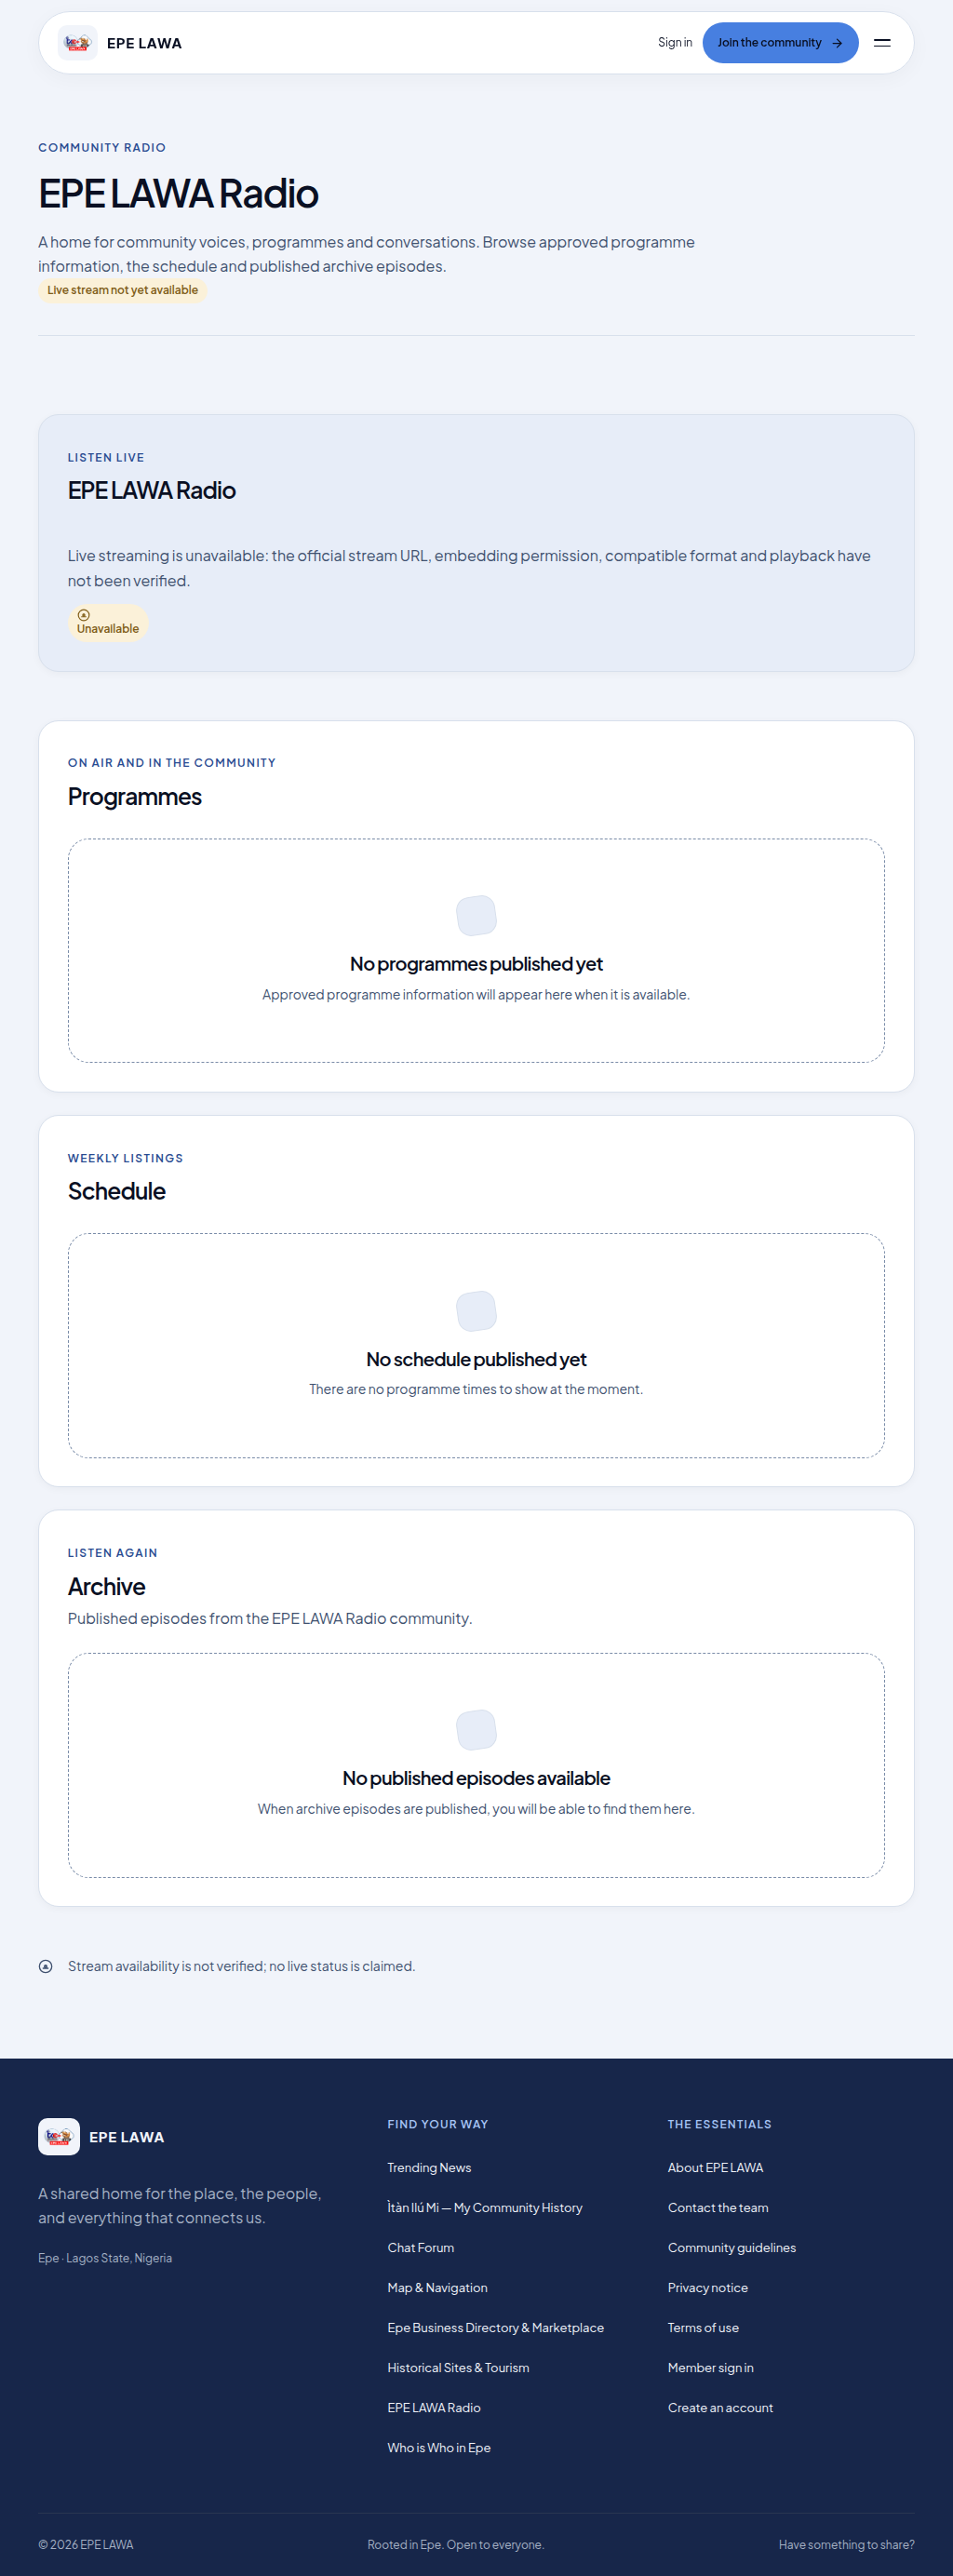 EPE LAWA
Sign in
Join the community
COMMUNITY RADIO
EPE LAWA Radio
A home for community voices, programmes and conversations. Browse approved programme
information, the schedule and published archive episodes.
Live stream not yet available
LISTEN LIVE
EPE LAWA Radio
Live streaming is unavailable: the official stream URL, embedding permission, compatible format and playback have
not been verified.
Unavailable
ON AIR AND IN THE COMMUNITY
Programmes
No programmes published yet
Approved programme information will appear here when it is available.
WEEKLY LISTINGS
Schedule
No schedule published yet
There are no programme times to show at the moment.
LISTEN AGAIN
Archive
Published episodes from the EPE LAWA Radio community.
No published episodes available
When archive episodes are published, you will be able to find them here.
Stream availability is not verified; no live status is claimed.
EPE LAWA
A shared home for the place, the people,
and everything that connects us.
Epe · Lagos State, Nigeria
FIND YOUR WAY
Trending News
Ìtàn Ilú Mi — My Community History
Chat Forum
Map & Navigation
Epe Business Directory & Marketplace
Historical Sites & Tourism
EPE LAWA Radio
Who is Who in Epe
THE ESSENTIALS
About EPE LAWA
Contact the team
Community guidelines
Privacy notice
Terms of use
Member sign in
Create an account
© 2026 EPE LAWA
Rooted in Epe. Open to everyone.
Have something to share?